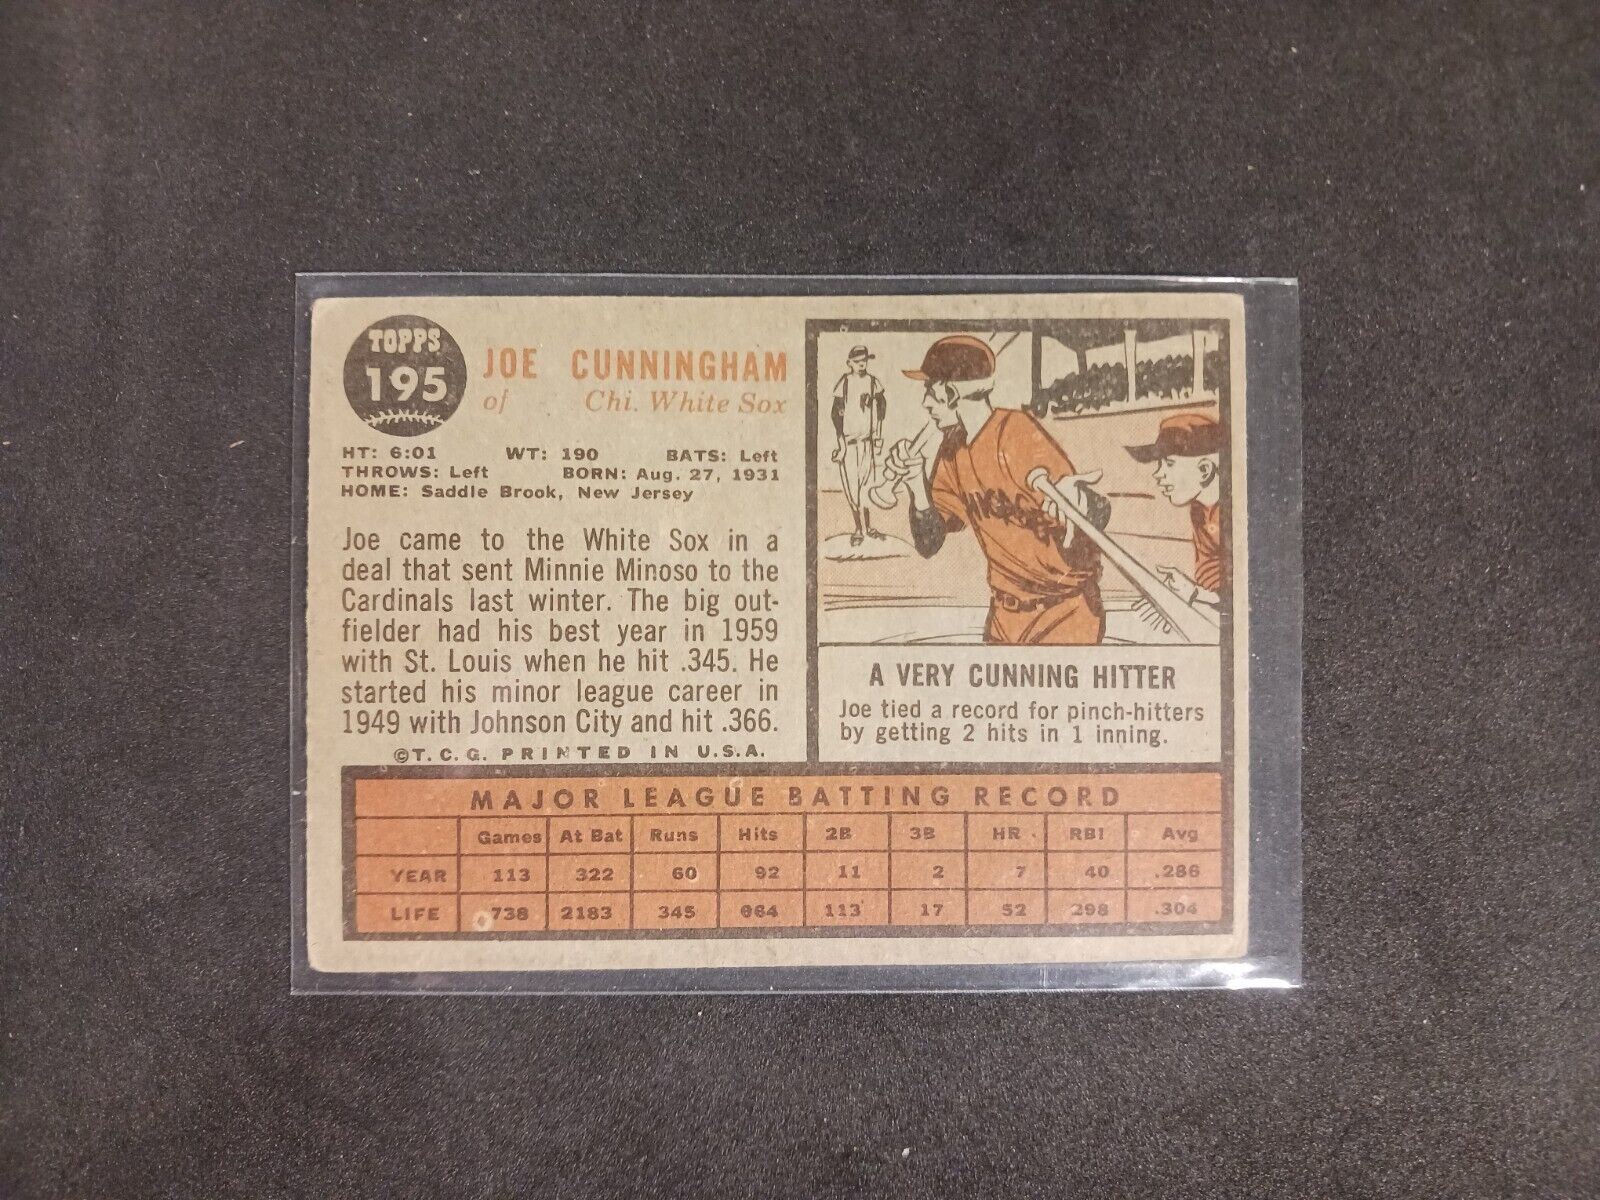 TOPPS
195
JOE CUNNINGHAM
of Chi. White Sox
HT: 6:01 WT: 190 BATS: Left
THROWS: Left BORN: Aug. 27, 1931
HOME: Saddle Brook, New Jersey
Joe came to the White Sox in a
deal that sent Minnie Minoso to the
Cardinals last winter. The big out-
fielder had his best year in 1959
with St. Louis when he hit .345. He
started his minor league career in
1949 with Johnson City and hit .366.
©T.C.G. PRINTED IN U.S.A.
A VERY CUNNING HITTER
Joe tied a record for pinch-hitters
by getting 2 hits in 1 inning.
MAJOR LEAGUE BATTING RECORD
Games At Bat Runs Hits 2B 3B HR RBI Avg
YEAR 113 322 60 92 11 2 7 40 .286
LIFE 738 2183 345 664 113 17 52 298 .304